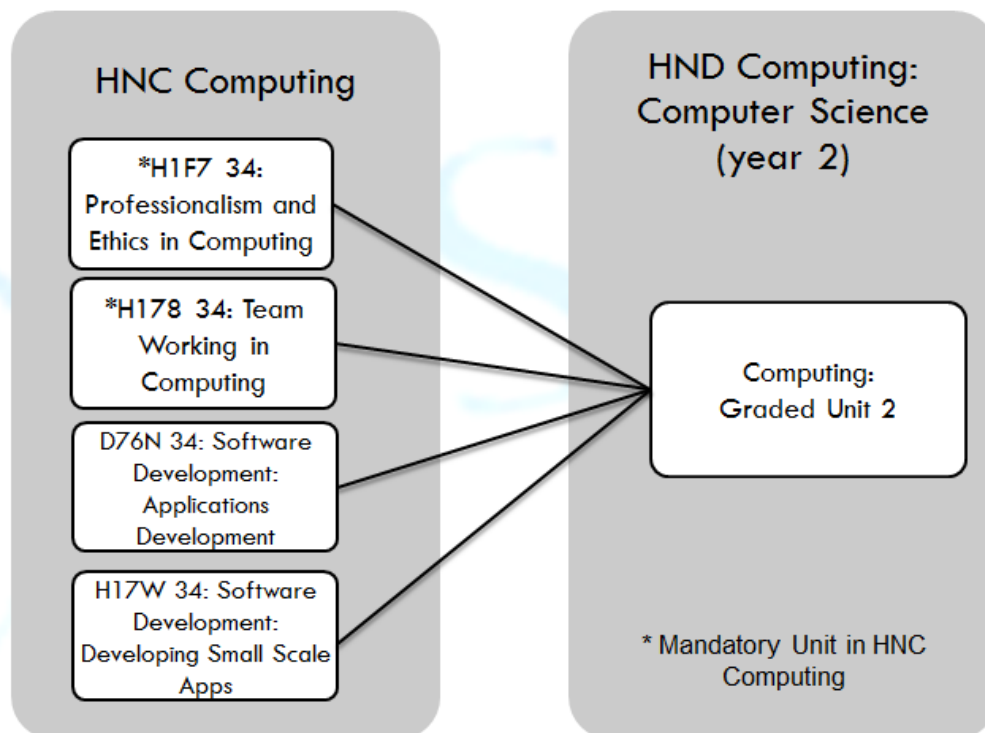 HNC Computing
*H1F7 34:
Professionalism and
Ethics in Computing
*H178 34: Team
Working in
Computing
D76N 34: Software
Development:
Applications
Development
H17W 34: Software
Development:
Developing Small Scale
Apps
HND Computing:
Computer Science
(year 2)
Computing:
Graded Unit 2
* Mandatory Unit in HNC
Computing